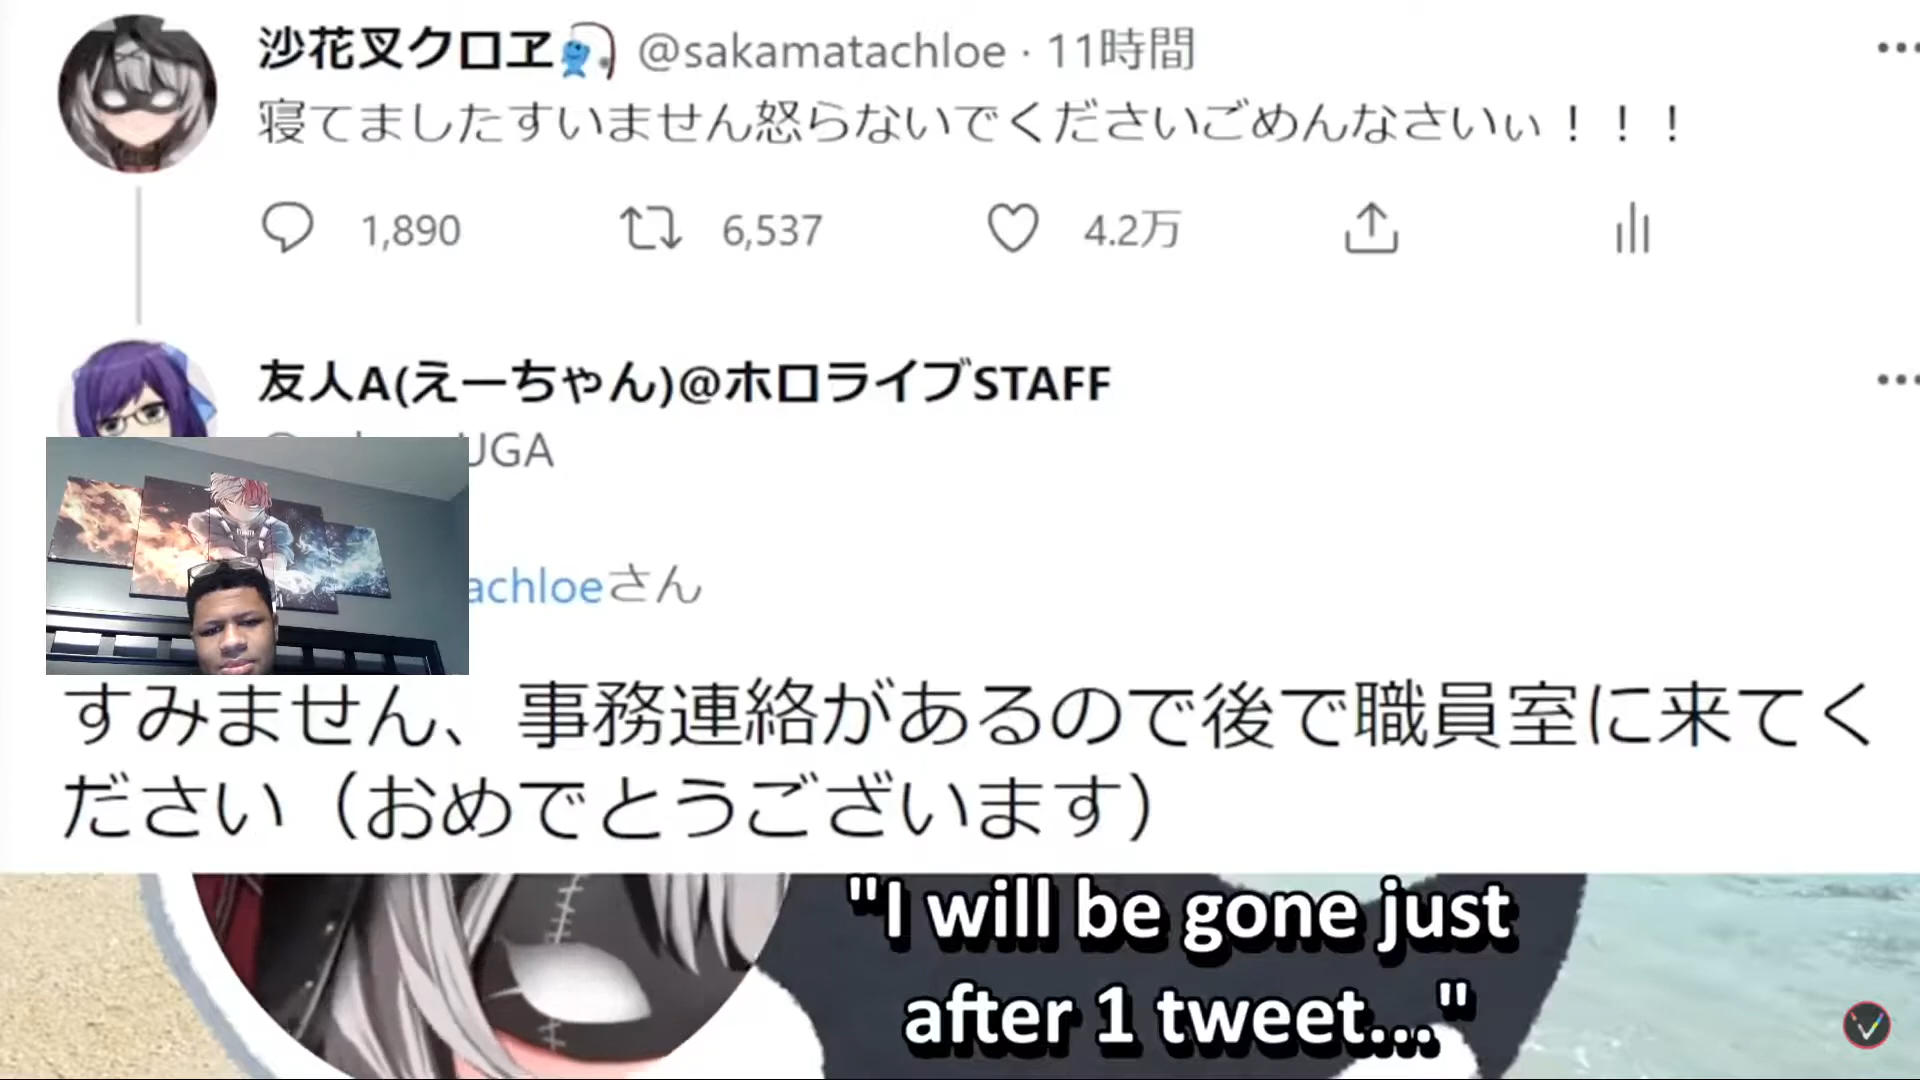 沙花叉クロヱ @sakamatachloe · 11時間
寝てましたすいません怒らないでくださいごめんなさいぃ！！！
1,890 6,537 4.2万
友人A(えーちゃん)@ホロライブSTAFF
UGA
achloeさん
すみません、事務連絡があるので後で職員室に来てく
ださい（おめでとうございます）
"I will be gone just
after 1 tweet..."